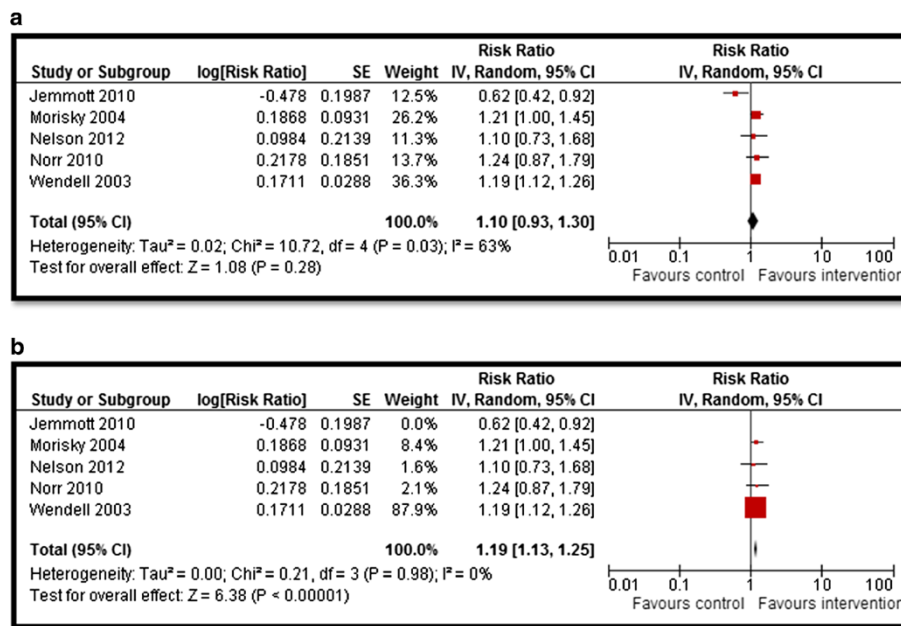 a
Risk Ratio Risk Ratio
Study or Subgroup log[Risk Ratio] SE Weight IV, Random, 95% CI IV, Random, 95% CI
Jemmott 2010 -0.478 0.1987 12.5% 0.62 [0.42, 0.92]
Morisky 2004 0.1868 0.0931 26.2% 1.21 [1.00, 1.45]
Nelson 2012 0.0984 0.2139 11.3% 1.10 [0.73, 1.68]
Norr 2010 0.2178 0.1851 13.7% 1.24 [0.87, 1.79]
Wendell 2003 0.1711 0.0288 36.3% 1.19 [1.12, 1.26]
Total (95% CI) 100.0% 1.10 [0.93, 1.30]
Heterogeneity: Tau² = 0.02; Chi² = 10.72, df = 4 (P = 0.03); I² = 63%
Test for overall effect: Z = 1.08 (P = 0.28)
0.01 0.1 1 10 100
Favours control Favours intervention
b
Risk Ratio Risk Ratio
Study or Subgroup log[Risk Ratio] SE Weight IV, Random, 95% CI IV, Random, 95% CI
Jemmott 2010 -0.478 0.1987 0.0% 0.62 [0.42, 0.92]
Morisky 2004 0.1868 0.0931 8.4% 1.21 [1.00, 1.45]
Nelson 2012 0.0984 0.2139 1.6% 1.10 [0.73, 1.68]
Norr 2010 0.2178 0.1851 2.1% 1.24 [0.87, 1.79]
Wendell 2003 0.1711 0.0288 87.9% 1.19 [1.12, 1.26]
Total (95% CI) 100.0% 1.19 [1.13, 1.25]
Heterogeneity: Tau² = 0.00; Chi² = 0.21, df = 3 (P = 0.98); I² = 0%
Test for overall effect: Z = 6.38 (P < 0.00001)
0.01 0.1 1 10 100
Favours control Favours intervention